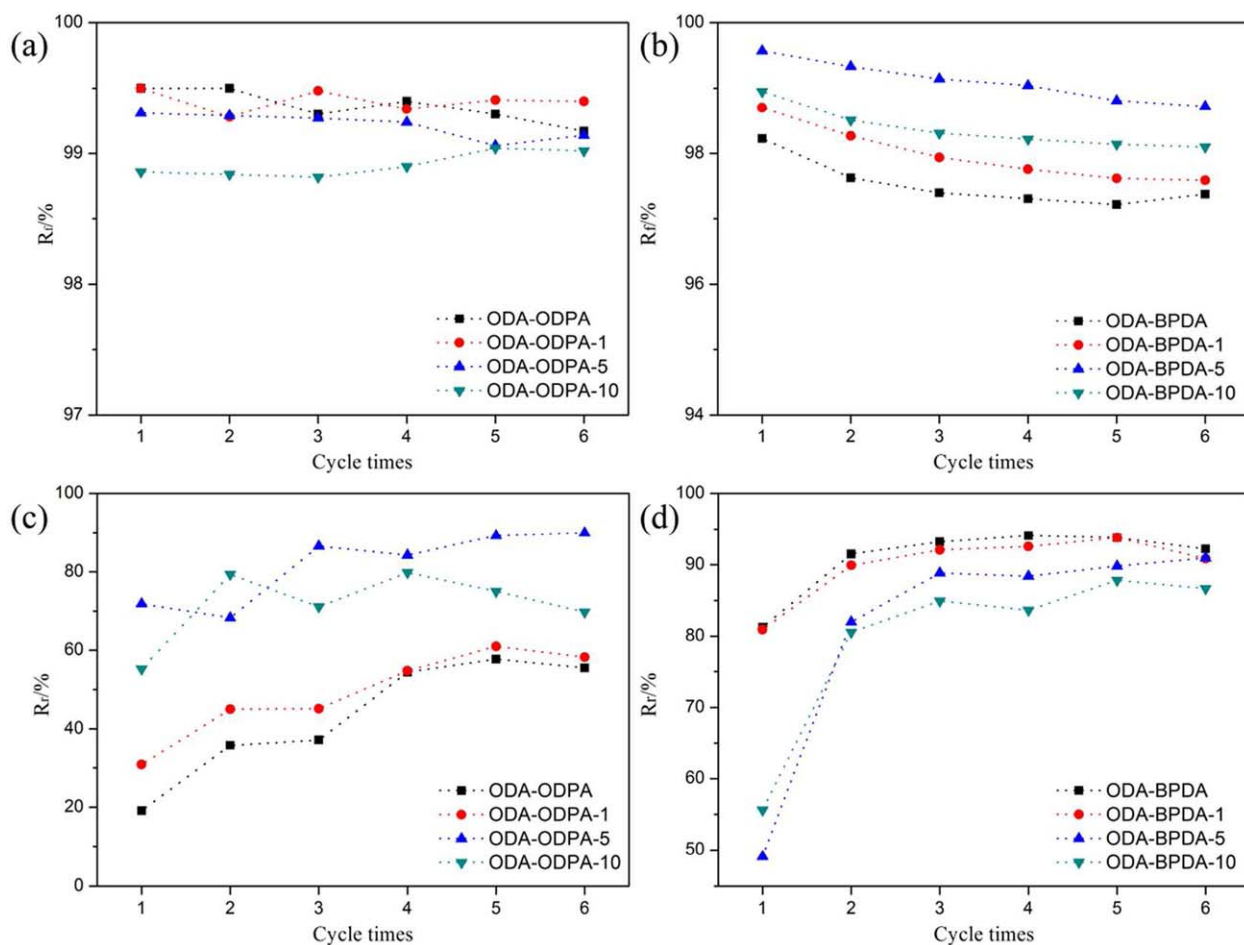 (a)
100
99
98
97
Rf/%
1 2 3 4 5 6
Cycle times
ODA-ODPA
ODA-ODPA-1
ODA-ODPA-5
ODA-ODPA-10
(b)
100
98
96
94
Rf/%
1 2 3 4 5 6
Cycle times
ODA-BPDA
ODA-BPDA-1
ODA-BPDA-5
ODA-BPDA-10
(c)
100
80
60
40
20
0
Rr/%
1 2 3 4 5 6
Cycle times
ODA-ODPA
ODA-ODPA-1
ODA-ODPA-5
ODA-ODPA-10
(d)
100
90
80
70
60
50
Rr/%
1 2 3 4 5 6
Cycle times
ODA-BPDA
ODA-BPDA-1
ODA-BPDA-5
ODA-BPDA-10